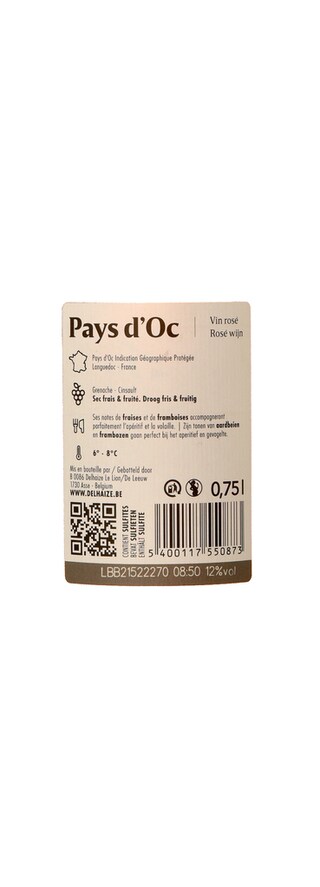 Pays d'Oc
Vin rosé
Rosé wijn
Pays d'Oc Indication Géographique Protégée
Languedoc - France
Grenache - Cinsault
Sec frais & fruité. Droog fris & fruitig
Ses notes de fraises et de framboises accompagneront
parfaitement l'apéritif et la volaille. | Zijn tonen van aardbeien
en frambozen gaan perfect bij het aperitief en gevogelte.
6° - 8°C
Mis en bouteille par / Gebotteld door
B 0086 Delhaize Le Lion/De Leeuw
1730 Asse - Belgium
WWW.DELHAIZE.BE
CONTIENT SULFITES
BEVAT SULFIETEN
ENTHÄLT SULFITE
0,75l
5 400117 550873
LBB21522270 08:50 12%vol